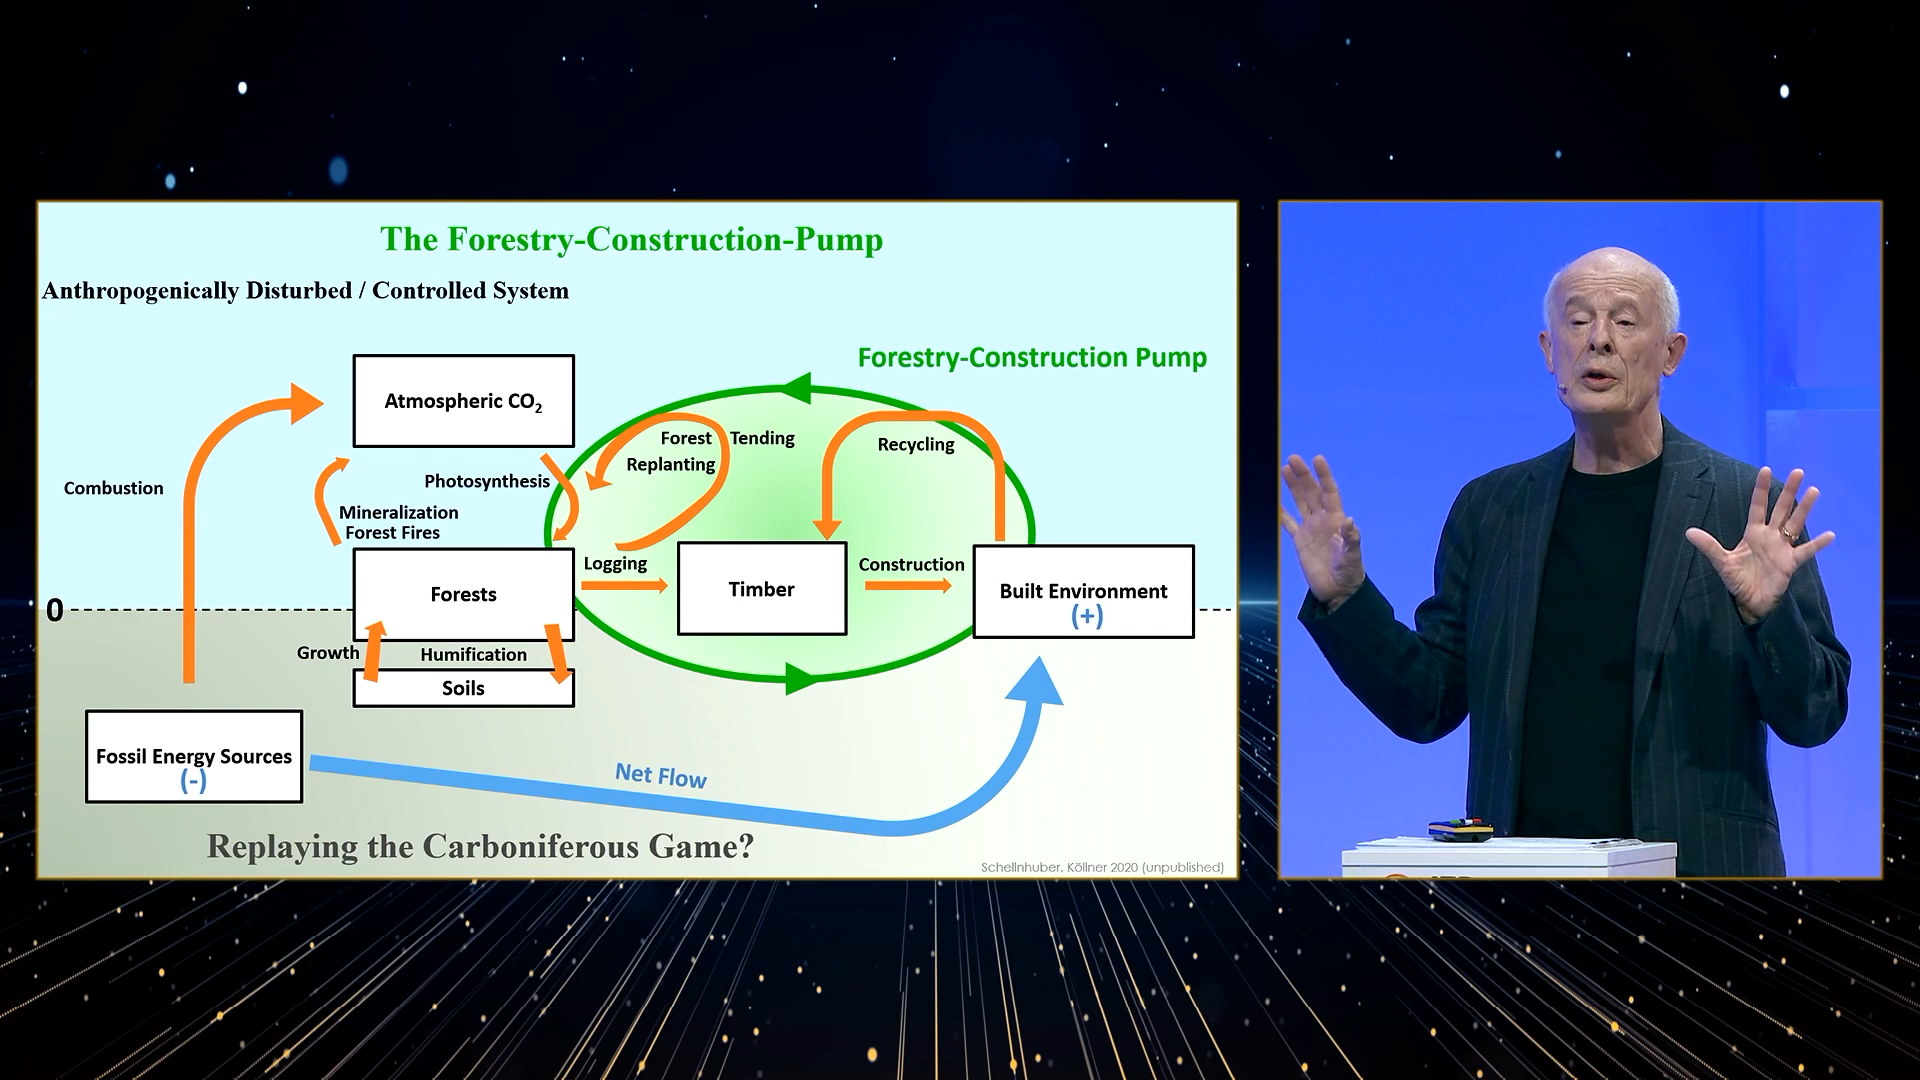 The Forestry-Construction-Pump
Anthropogenically Disturbed / Controlled System
Forestry-Construction Pump
Atmospheric CO₂
Forest Tending
Replanting
Recycling
Combustion
Photosynthesis
Mineralization
Forest Fires
Logging
Construction
Forests
Timber
Built Environment
(+)
0
Growth
Humification
Soils
Fossil Energy Sources
(-)
Net Flow
Replaying the Carboniferous Game?
Schellnhuber, Köllner 2020 (unpublished)